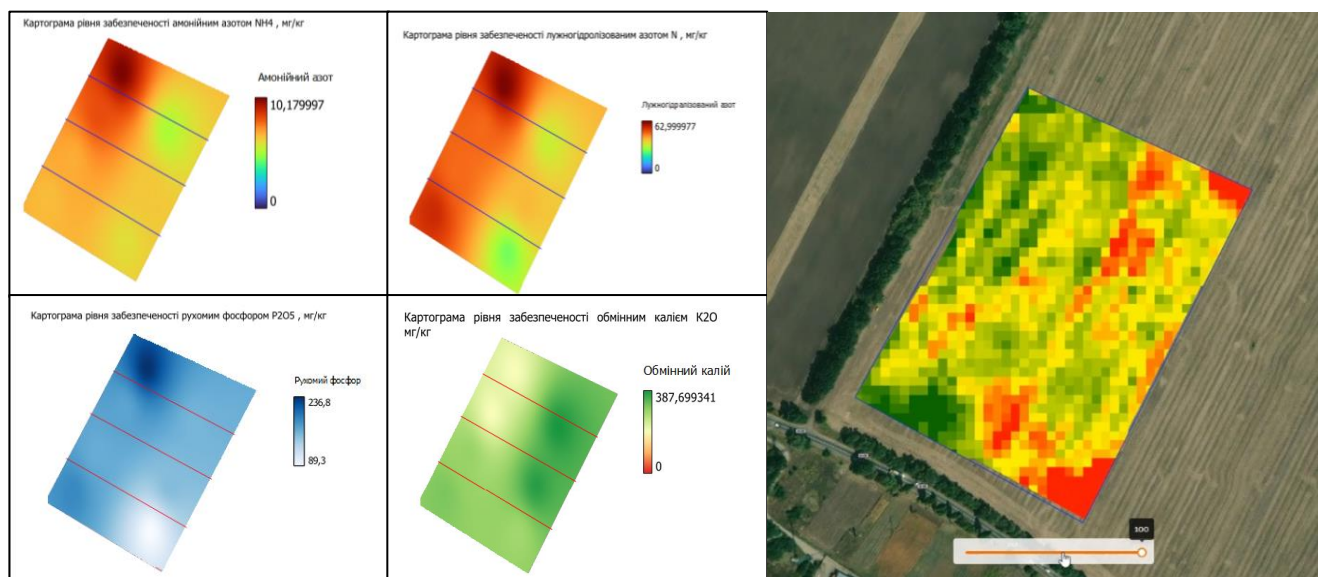 Картограма рівня забезпеченості амонійним азотом NH4 , мг/кг
Амонійний азот
10,179997
0
Картограма рівня забезпеченості лужногідролізованим азотом N , мг/кг
Лужногідралізований азот
62,999977
0
Картограма рівня забезпеченості рухомим фосфором P2O5 , мг/кг
Рухомий фосфор
236,8
89,3
Картограма рівня забезпеченості обмінним калієм K2O
мг/кг
Обмінний калій
387,699341
0
100